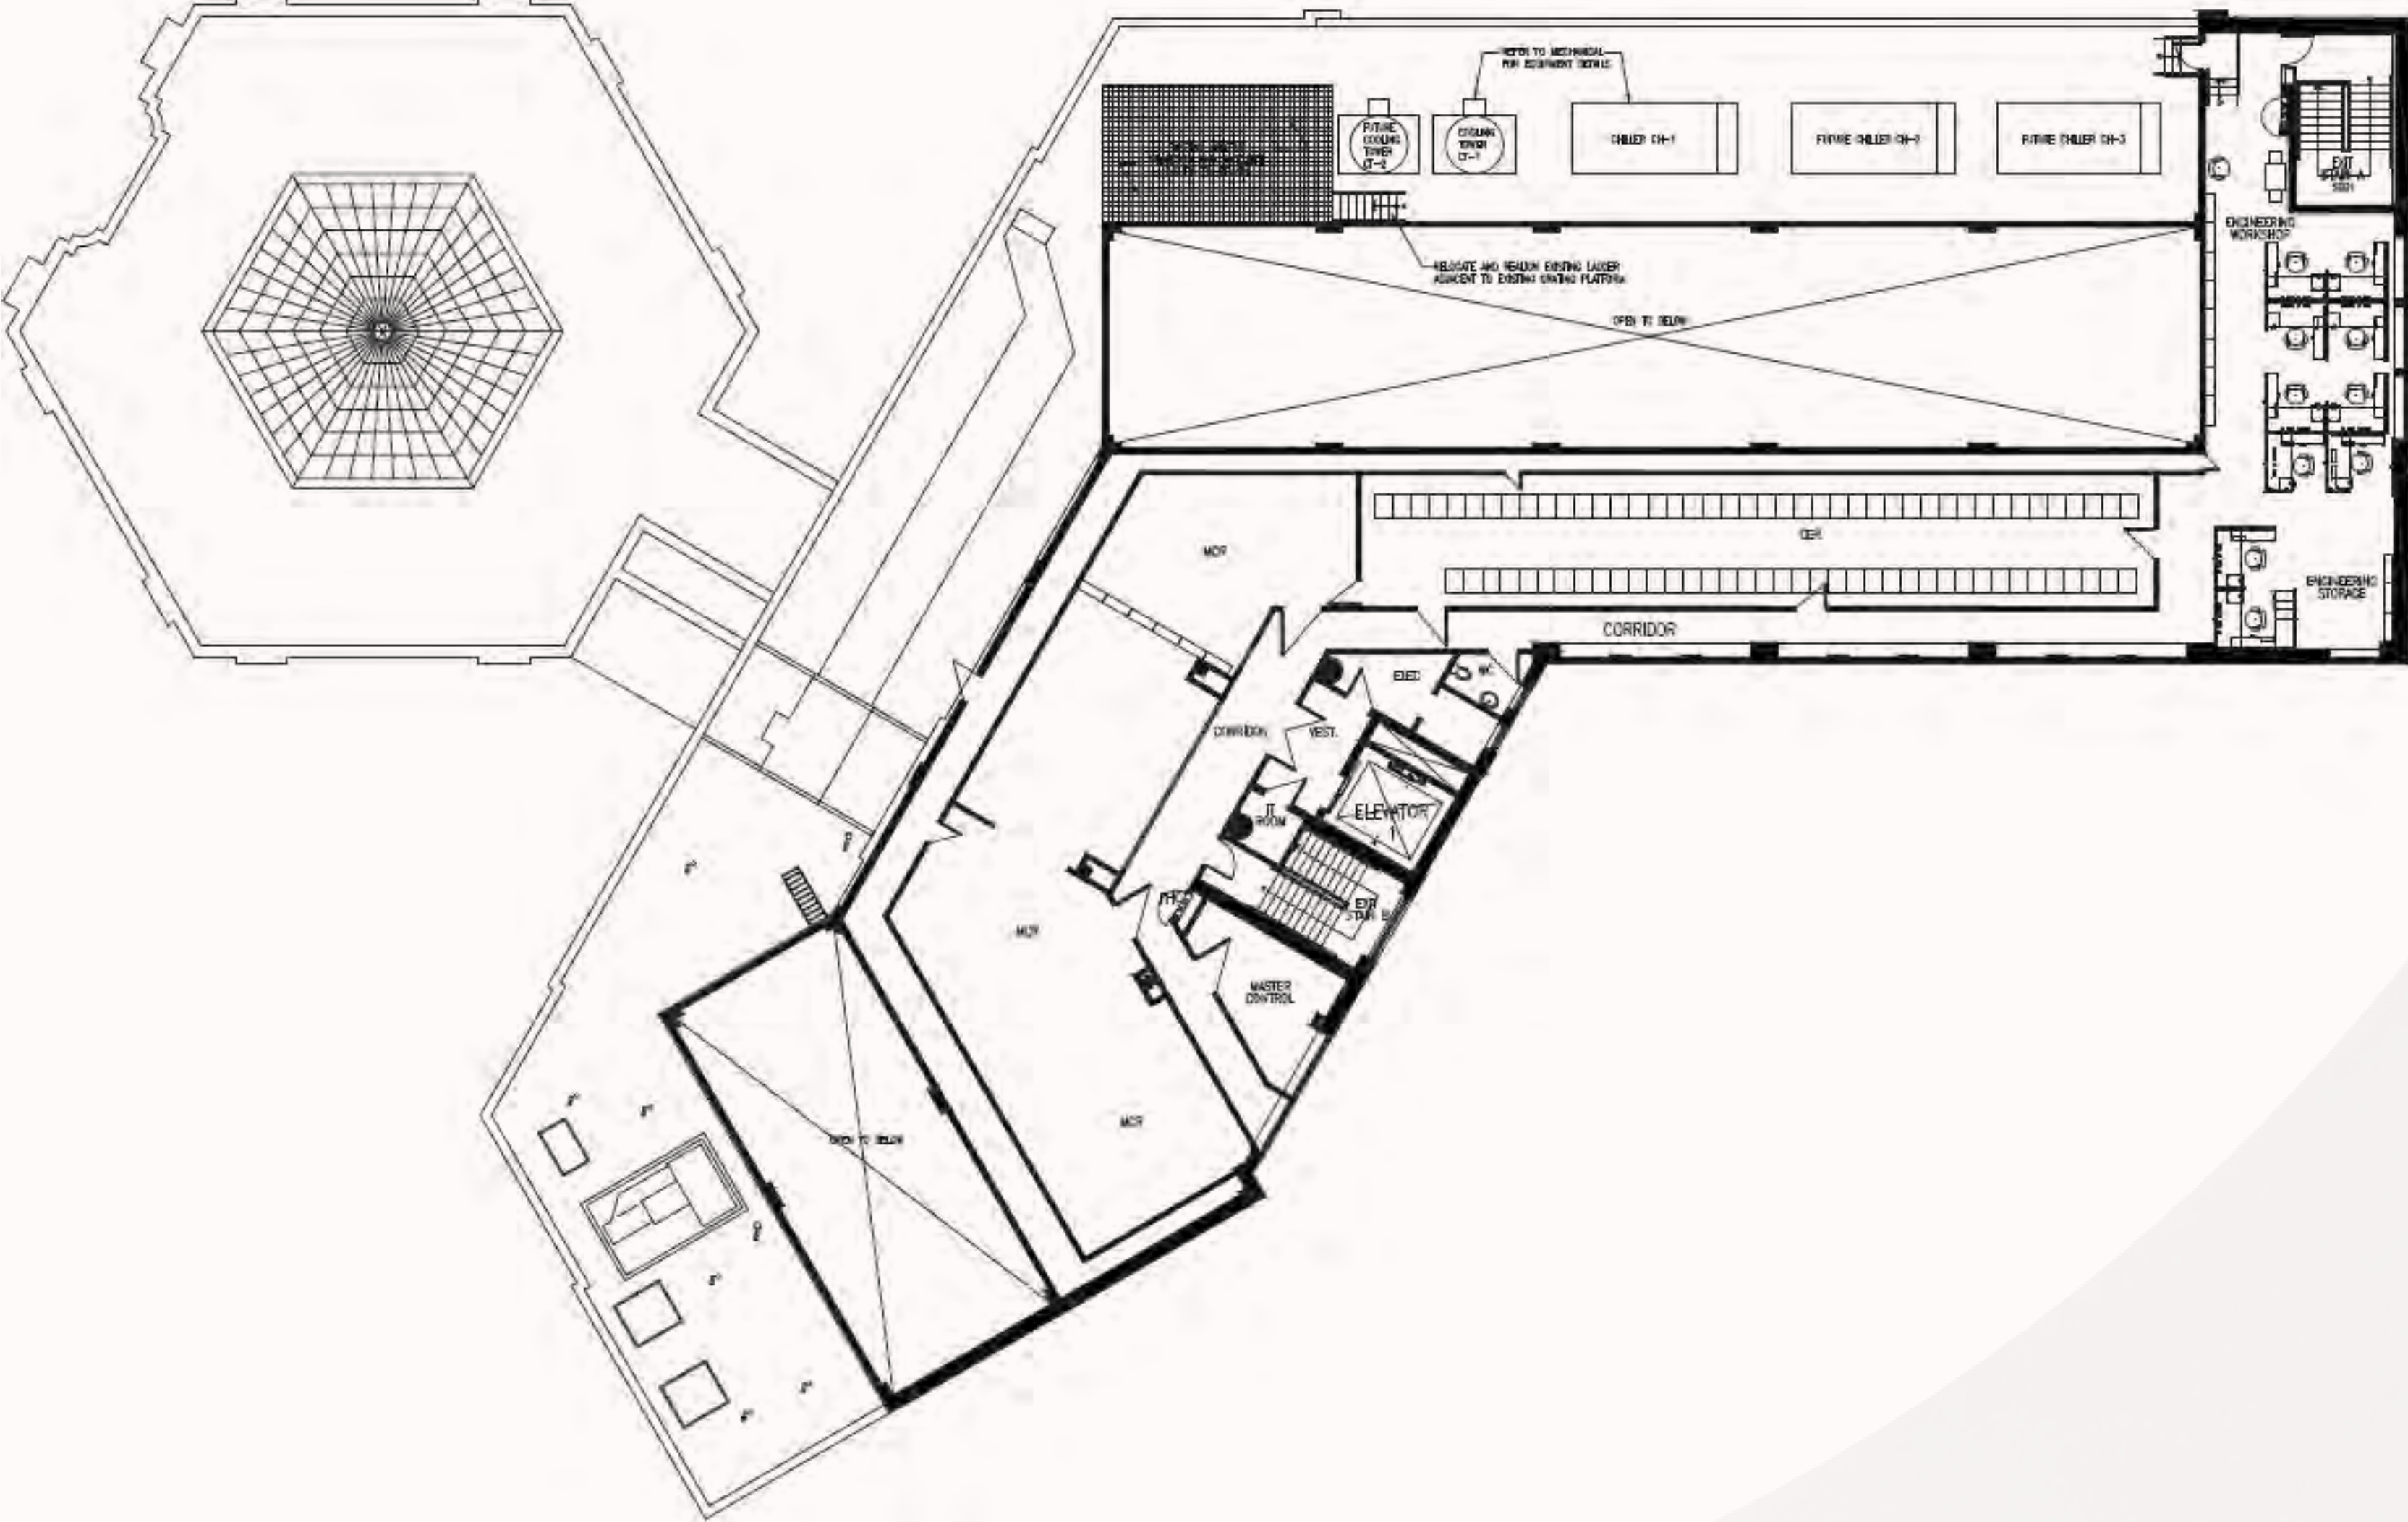 REFER TO MECHANICAL
FOR EQUIPMENT DETAILS
FUTURE
COOLING
TOWER
CT-2
COOLING
TOWER
CT-1
CHILLER CH-1
FUTURE CHILLER CH-2
FUTURE CHILLER CH-3
EXIT
STAIR A
S001
ENGINEERING
WORKSHOP
RELOCATE AND REALIGN EXISTING LADDER
ADJACENT TO EXISTING GRATING PLATFORM
OPEN TO BELOW
MCR
CER
ENGINEERING
STORAGE
CORRIDOR
ELEC
CORRIDOR
VEST.
IT
ROOM
ELEVATOR
1
EXIT
STAIR B
MCR
MASTER
CONTROL
MCR
OPEN TO BELOW